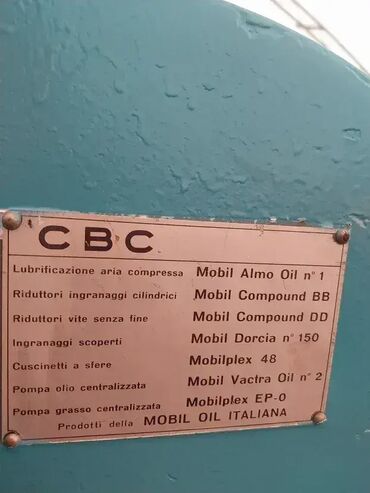 CBC
Lubrificazione aria compressa Mobil Almo Oil n° 1
Riduttori ingranaggi cilindrici Mobil Compound BB
Riduttori vite senza fine Mobil Compound DD
Ingranaggi scoperti Mobil Dorcia n° 150
Cuscinetti a sfere Mobilplex 48
Pompa olio centralizzata Mobil Vactra Oil n° 2
Pompa grasso centralizzata Mobilplex EP-0
Prodotti della MOBIL OIL ITALIANA